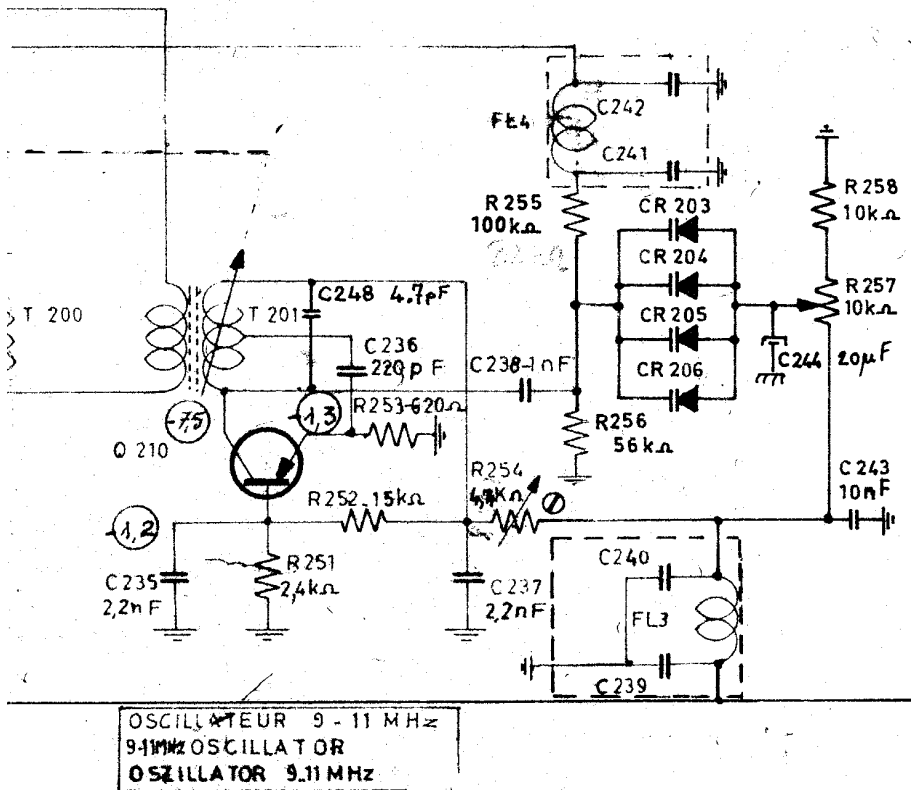 C242
FL4
C241
R258
10kΩ
R255
100kΩ
CR 203
CR 204
R257
10kΩ
C248 4.7pF
T 200
T 201
CR 205
C236
220pF
C238-1nF
C244
20µF
CR 206
-1,3
R253-620Ω
-7,5
Q 210
R256
56kΩ
R254
C243
10nF
R252-15kΩ
-1,2
C240
R251
2,4kΩ
C235
2,2nF
C237
2,2nF
FL3
C239
OSCILLATEUR 9-11 MHz
9-11MHz OSCILLATOR
OSZILLATOR 9.11 MHz